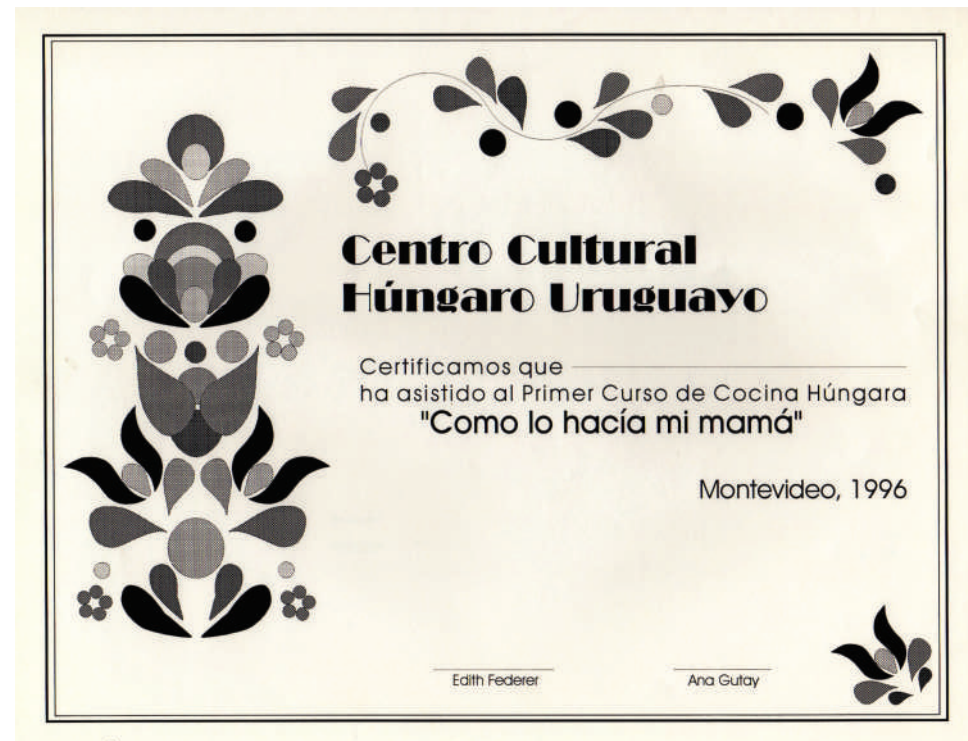 Centro Cultural
Húngaro Uruguayo
Certificamos que
ha asistido al Primer Curso de Cocina Húngara
"Como lo hacía mi mamá"
Montevideo, 1996
Edith Federer
Ana Gutay